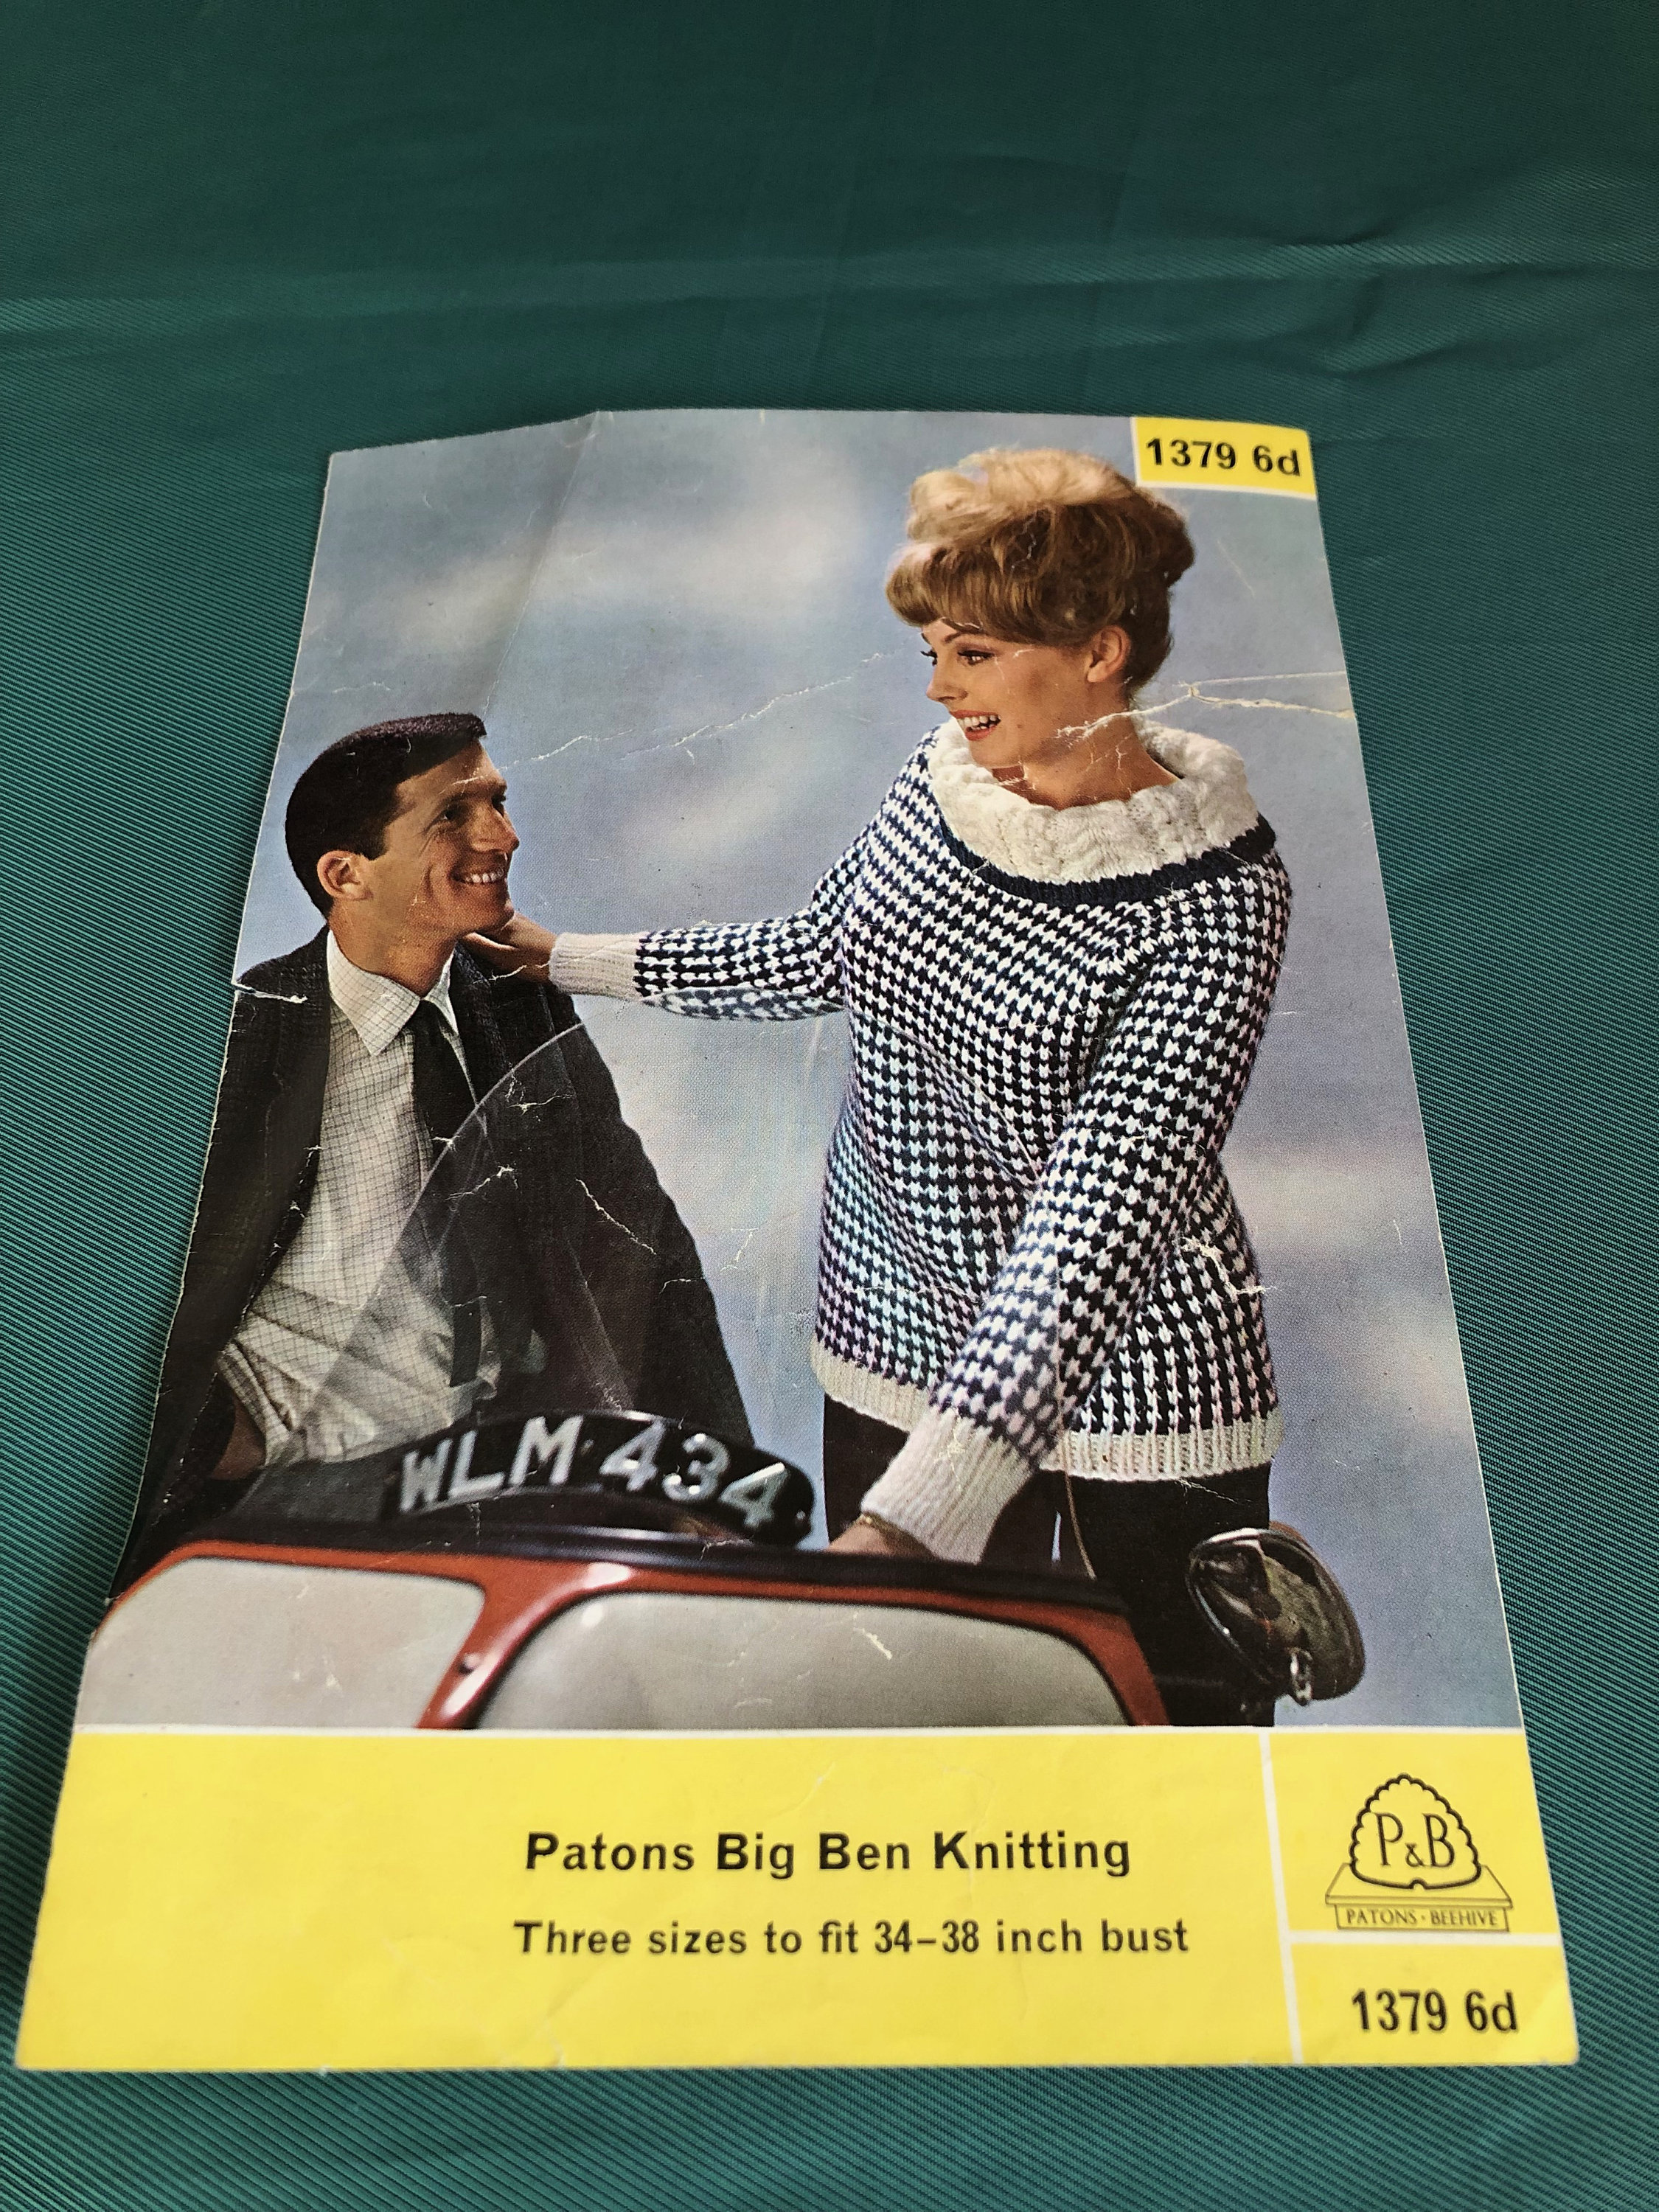 1379 6d
WLM 434
Patons Big Ben Knitting
Three sizes to fit 34–38 inch bust
P&B
PATONS · BEEHIVE
1379 6d